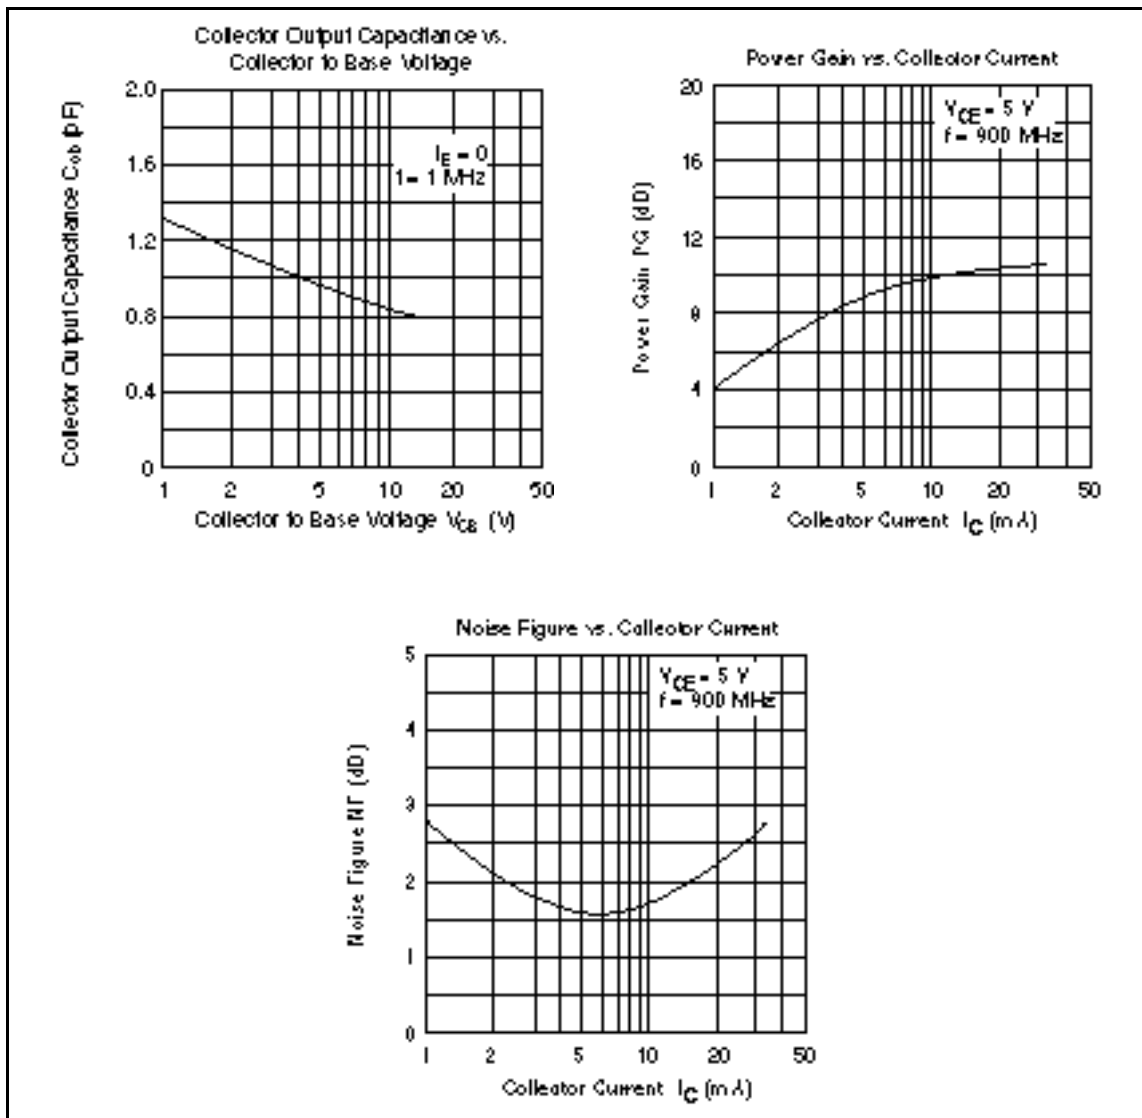 Collector Output Capacitance vs.
Collector to Base Voltage
Collector Output Capacitance Cob (pF)
2.0
1.6
1.2
0.8
0.4
0
IE = 0
f = 1 MHz
1 2 5 10 20 50
Collector to Base Voltage VCB (V)
Power Gain vs. Collector Current
Power Gain PG (dB)
20
16
12
8
4
0
VCE = 5 V
f = 900 MHz
1 2 5 10 20 50
Collector Current IC (mA)
Noise Figure vs. Collector Current
Noise Figure NF (dB)
5
4
3
2
1
0
VCE = 5 V
f = 900 MHz
1 2 5 10 20 50
Collector Current IC (mA)